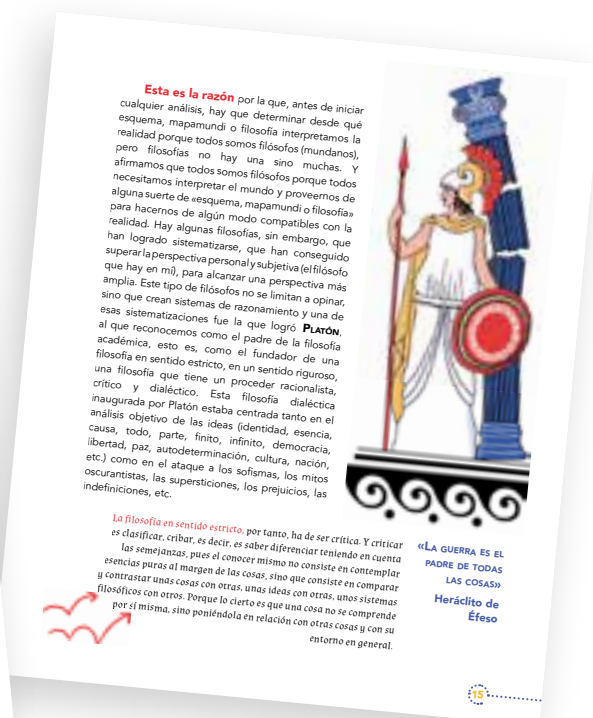 Esta es la razón por la que, antes de iniciar
cualquier análisis, hay que determinar desde qué
esquema, mapamundi o filosofía interpretamos la
realidad porque todos somos filósofos (mundanos),
pero filosofías no hay una sino muchas. Y
afirmamos que todos somos filósofos porque todos
necesitamos interpretar el mundo y proveernos de
alguna suerte de «esquema, mapamundi o filosofía»
para hacernos de algún modo compatibles con la
realidad. Hay algunas filosofías, sin embargo, que
han logrado sistematizarse, que han conseguido
superar la perspectiva personal y subjetiva (el filósofo
que hay en mí), para alcanzar una perspectiva más
amplia. Este tipo de filósofos no se limitan a opinar,
sino que crean sistemas de razonamiento y una de
esas sistematizaciones fue la que logró PLATÓN,
al que reconocemos como el padre de la filosofía
académica, esto es, como el fundador de una
filosofía en sentido estricto, en un sentido riguroso,
una filosofía que tiene un proceder racionalista,
crítico y dialéctico. Esta filosofía dialéctica
inaugurada por Platón estaba centrada tanto en el
análisis objetivo de las ideas (identidad, esencia,
causa, todo, parte, finito, infinito, democracia,
libertad, paz, autodeterminación, cultura, nación,
etc.) como en el ataque a los sofismas, los mitos
oscurantistas, las supersticiones, los prejuicios, las
indefiniciones, etc.
La filosofía en sentido estricto, por tanto, ha de ser crítica. Y criticar
es clasificar, cribar, es decir, es saber diferenciar teniendo en cuenta
las semejanzas, pues el conocer mismo no consiste en contemplar
esencias puras al margen de las cosas, sino que consiste en comparar
y contrastar unas cosas con otras, unas ideas con otras, unos sistemas
filosóficos con otros. Porque lo cierto es que una cosa no se comprende
por sí misma, sino poniéndola en relación con otras cosas y con su
entorno en general.
«LA GUERRA ES EL
PADRE DE TODAS
LAS COSAS»
Heráclito de
Éfeso
15